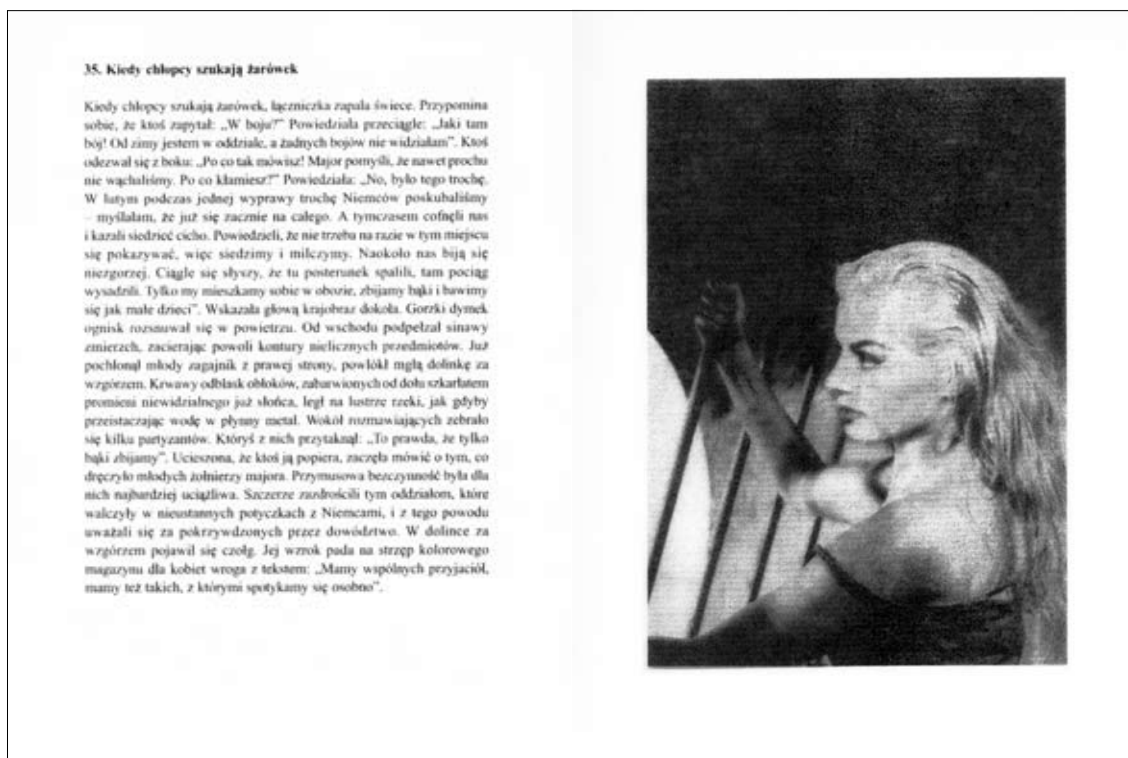 35. Kiedy chłopcy szukają żarówek
Kiedy chłopcy szukają żarówek, łączniczka zapala świece. Przypomina
sobie, że ktoś zapytał: „W boju?” Powiedziała przeciągle: „Jaki tam
bój! Od zimy jestem w oddziale, a żadnych bojów nie widziałam”. Ktoś
odezwał się z boku: „Po co tak mówisz! Major pomyśli, że nawet prochu
nie wąchaliśmy. Po co kłamiesz?” Powiedziała: „No, było tego trochę.
W lutym podczas jednej wyprawy trochę Niemców poskubaliśmy
– myślałam, że już się zacznie na całego. A tymczasem cofnęli nas
i kazali siedzieć cicho. Powiedzieli, że nie trzeba na razie w tym miejscu
się pokazywać, więc siedzimy i milczymy. Naokoło nas biją się
niezgorzej. Ciągle się słyszy, że tu posterunek spalili, tam pociąg
wysadzili. Tylko my mieszkamy sobie w obozie, zbijamy bąki i bawimy
się jak małe dzieci”. Wskazała głową krajobraz dokoła. Gorzki dymek
ognisk rozsnuwał się w powietrzu. Od wschodu podpełzał sinawy
zmierzch, zacierając powoli kontury nielicznych przedmiotów. Już
pochłonął młody zagajnik z prawej strony, powlókł mgłą dolinkę za
wzgórzem. Krwawy odblask obłoków, zabarwionych od dołu szkarłatem
promieni niewidzialnego już słońca, legł na lustrze rzeki, jak gdyby
przeistaczając wodę w płynny metal. Wokół rozmawiających zebrało
się kilku partyzantów. Któryś z nich przytaknął: „To prawda, że tylko
bąki zbijamy”. Ucieszona, że ktoś ją popiera, zaczęła mówić o tym, co
dręczyło młodych żołnierzy majora. Przymusowa bezczynność była dla
nich najbardziej uciążliwa. Szczerze zazdrościli tym oddziałom, które
walczyły w nieustannych potyczkach z Niemcami, i z tego powodu
uważali się za pokrzywdzonych przez dowództwo. W dolince za
wzgórzem pojawił się czołg. Jej wzrok pada na strzęp kolorowego
magazynu dla kobiet wroga z tekstem: „Mamy wspólnych przyjaciół,
mamy też takich, z którymi spotykamy się osobno”.